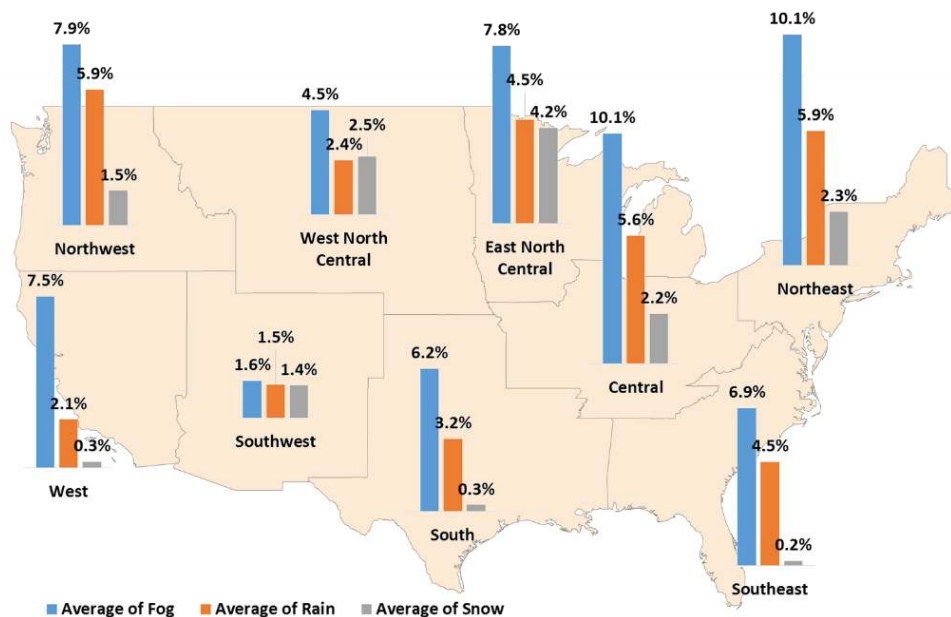 7.9%
5.9%
1.5%
Northwest
4.5%
2.4%
2.5%
West North
Central
7.8%
4.5%
4.2%
East North
Central
10.1%
5.6%
2.2%
Central
10.1%
5.9%
2.3%
Northeast
7.5%
2.1%
0.3%
West
1.6%
1.5%
1.4%
Southwest
6.2%
3.2%
0.3%
South
6.9%
4.5%
0.2%
Southeast
Average of Fog Average of Rain Average of Snow